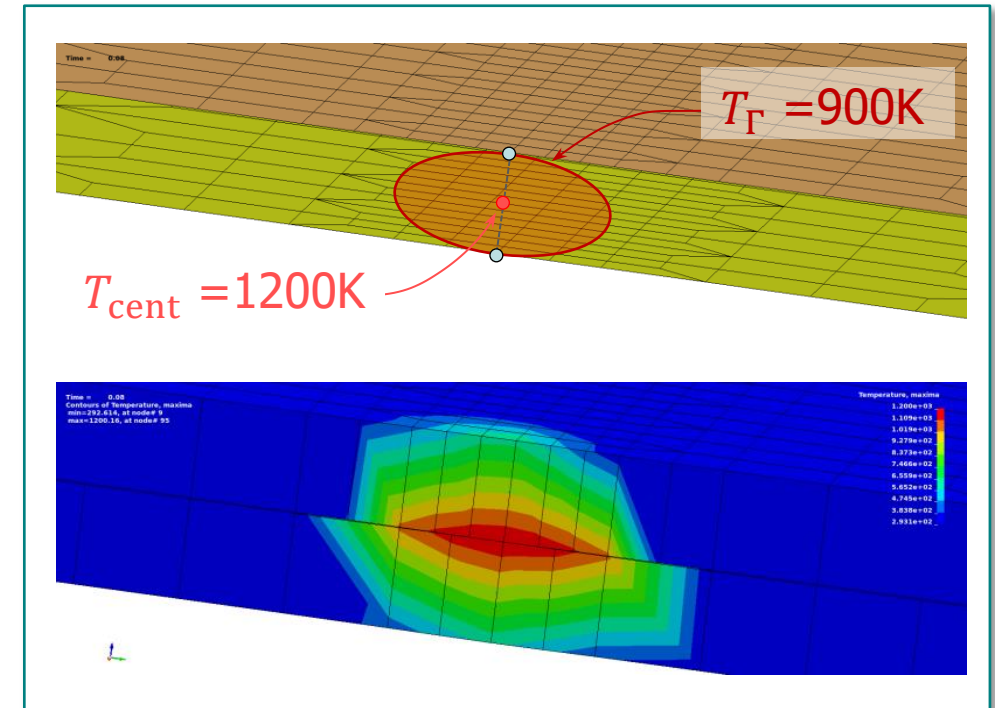 Time = 0.08
T_Γ =900K
T_cent =1200K
Time = 0.08
Contours of Temperature, maxima
min=292.614, at node# 9
max=1200.16, at node# 95
Temperature, maxima
1.200e+03
1.109e+03
1.019e+03
9.279e+02
8.373e+02
7.466e+02
6.559e+02
5.652e+02
4.745e+02
3.838e+02
2.931e+02